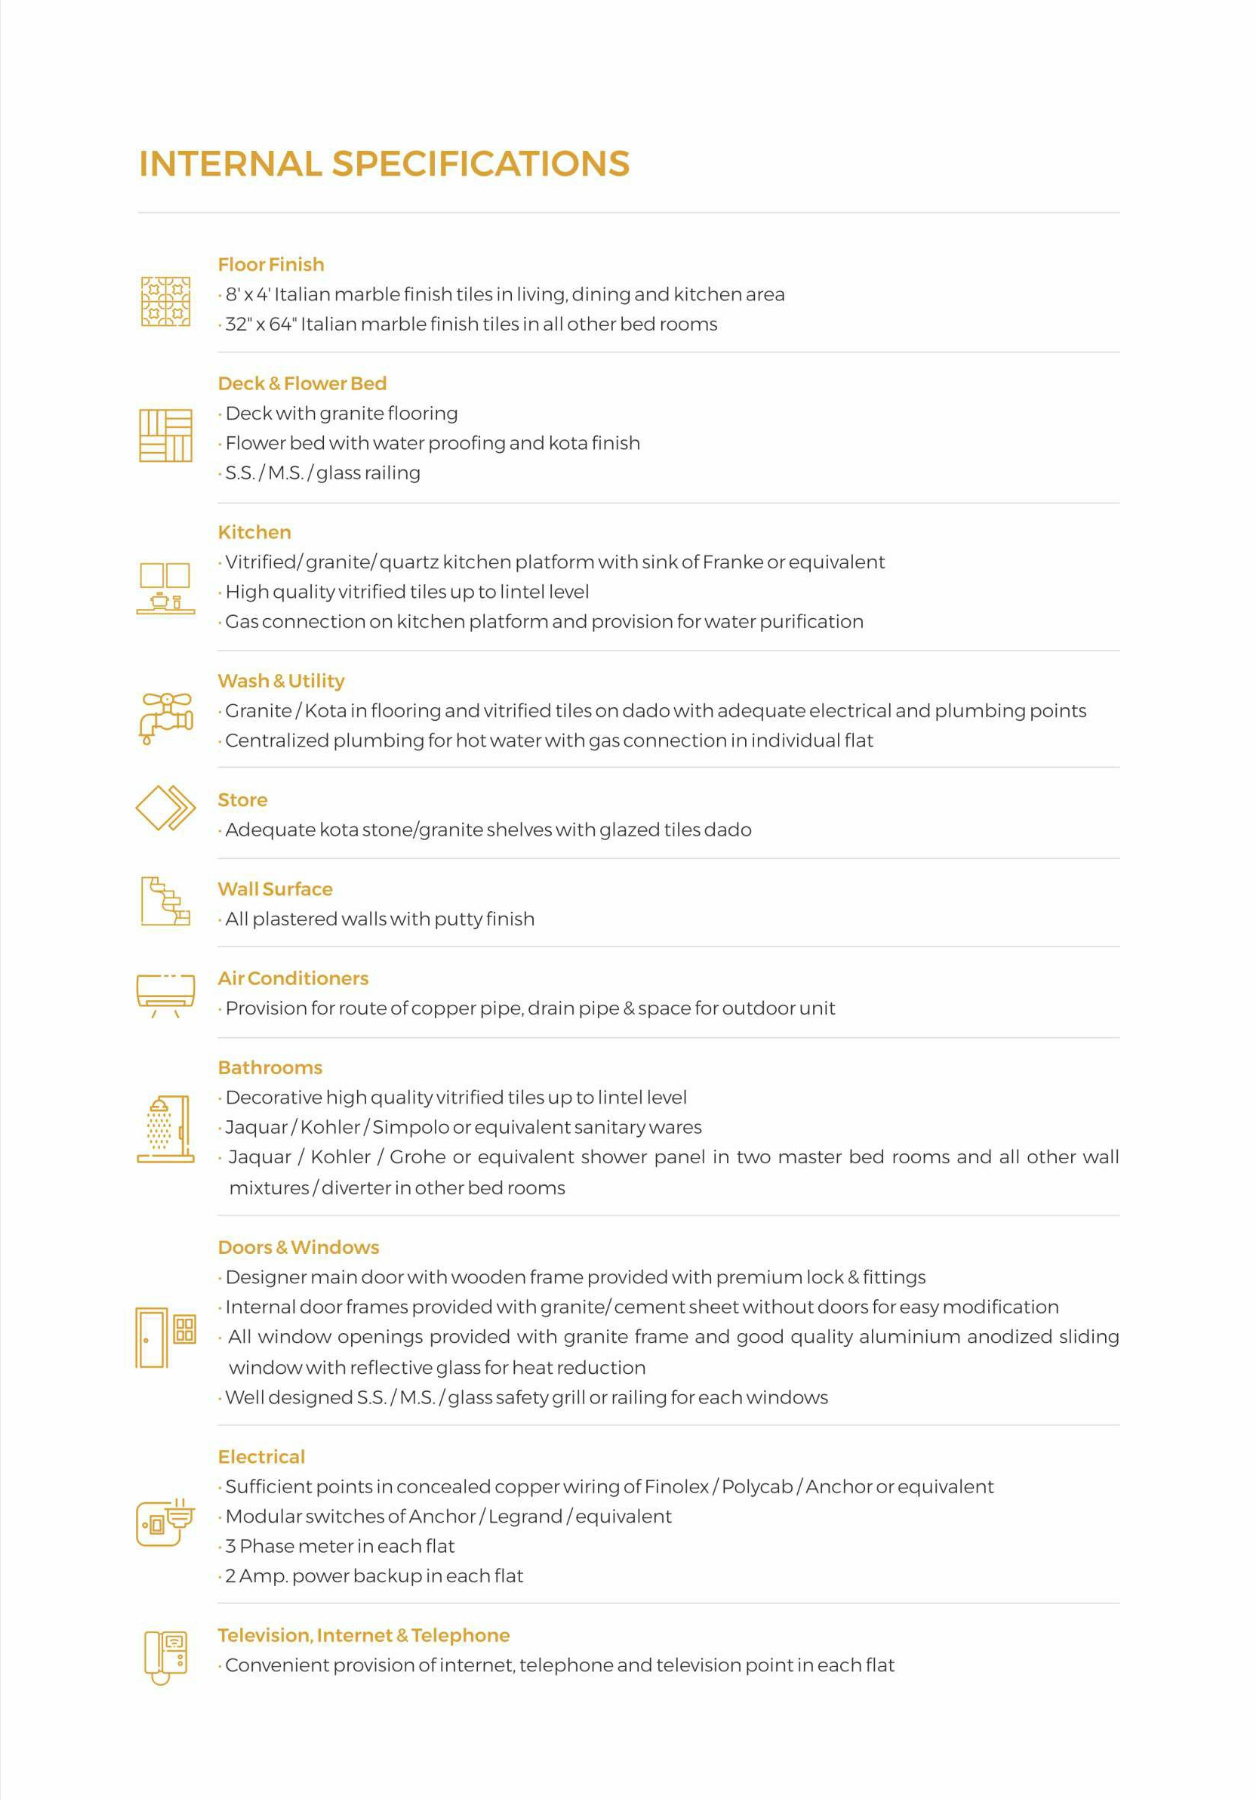 INTERNAL SPECIFICATIONS
Floor Finish
· 8' x 4' Italian marble finish tiles in living, dining and kitchen area
· 32" x 64" Italian marble finish tiles in all other bed rooms
Deck & Flower Bed
· Deck with granite flooring
· Flower bed with water proofing and kota finish
· S.S. / M.S. / glass railing
Kitchen
· Vitrified/ granite/ quartz kitchen platform with sink of Franke or equivalent
· High quality vitrified tiles up to lintel level
· Gas connection on kitchen platform and provision for water purification
Wash & Utility
· Granite / Kota in flooring and vitrified tiles on dado with adequate electrical and plumbing points
· Centralized plumbing for hot water with gas connection in individual flat
Store
· Adequate kota stone/granite shelves with glazed tiles dado
Wall Surface
· All plastered walls with putty finish
Air Conditioners
· Provision for route of copper pipe, drain pipe & space for outdoor unit
Bathrooms
· Decorative high quality vitrified tiles up to lintel level
· Jaquar / Kohler / Simpolo or equivalent sanitary wares
· Jaquar / Kohler / Grohe or equivalent shower panel in two master bed rooms and all other wall
mixtures / diverter in other bed rooms
Doors & Windows
· Designer main door with wooden frame provided with premium lock & fittings
· Internal door frames provided with granite/ cement sheet without doors for easy modification
· All window openings provided with granite frame and good quality aluminium anodized sliding
window with reflective glass for heat reduction
· Well designed S.S. / M.S. / glass safety grill or railing for each windows
Electrical
· Sufficient points in concealed copper wiring of Finolex / Polycab / Anchor or equivalent
· Modular switches of Anchor / Legrand / equivalent
· 3 Phase meter in each flat
· 2 Amp. power backup in each flat
Television, Internet & Telephone
· Convenient provision of internet, telephone and television point in each flat